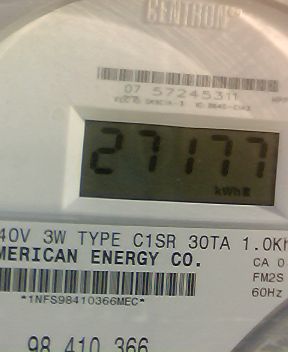 CENTRON®
07 57245311
27177
kWh
40V 3W TYPE C1SR 30TA 1.0Kh
MERICAN ENERGY CO.
CA 0
FM2S
60Hz
*1NFS98410366MEC*
98 410 366